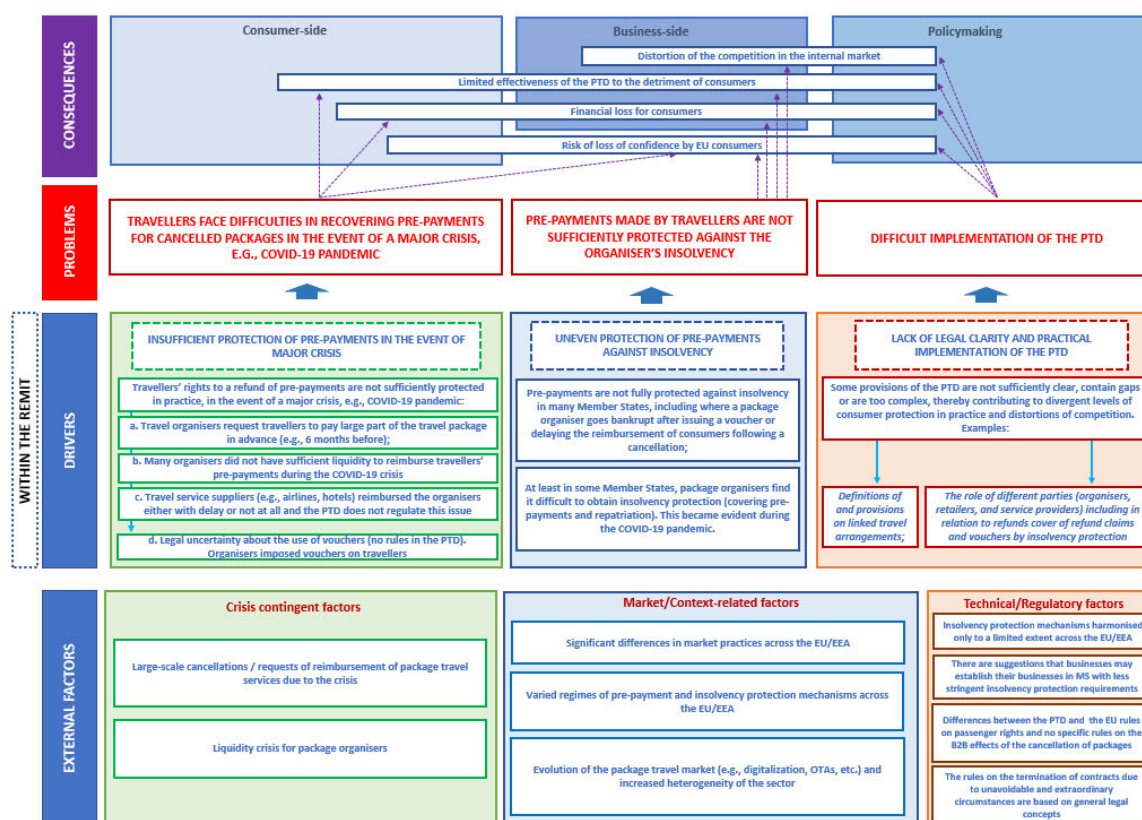 CONSEQUENCES
Consumer-side
Business-side
Policymaking
Distortion of the competition in the internal market
Limited effectiveness of the PTD to the detriment of consumers
Financial loss for consumers
Risk of loss of confidence by EU consumers
PROBLEMS
TRAVELLERS FACE DIFFICULTIES IN RECOVERING PRE-PAYMENTS
FOR CANCELLED PACKAGES IN THE EVENT OF A MAJOR CRISIS,
E.G., COVID-19 PANDEMIC
PRE-PAYMENTS MADE BY TRAVELLERS ARE NOT
SUFFICIENTLY PROTECTED AGAINST THE
ORGANISER'S INSOLVENCY
DIFFICULT IMPLEMENTATION OF THE PTD
WITHIN THE REMIT
DRIVERS
INSUFFICIENT PROTECTION OF PRE-PAYMENTS IN THE EVENT OF
MAJOR CRISIS
Travellers' rights to a refund of pre-payments are not sufficiently protected
in practice, in the event of a major crisis, e.g., COVID-19 pandemic:
a. Travel organisers request travellers to pay large part of the travel package
in advance (e.g., 6 months before);
b. Many organisers did not have sufficient liquidity to reimburse travellers'
pre-payments during the COVID-19 crisis
c. Travel service suppliers (e.g., airlines, hotels) reimbursed the organisers
either with delay or not at all and the PTD does not regulate this issue
d. Legal uncertainty about the use of vouchers (no rules in the PTD).
Organisers imposed vouchers on travellers
UNEVEN PROTECTION OF PRE-PAYMENTS
AGAINST INSOLVENCY
Pre-payments are not fully protected against insolvency
in many Member States, including where a package
organiser goes bankrupt after issuing a voucher or
delaying the reimbursement of consumers following a
cancellation;
At least in some Member States, package organisers find
it difficult to obtain insolvency protection (covering pre-
payments and repatriation). This became evident during
the COVID-19 pandemic.
LACK OF LEGAL CLARITY AND PRACTICAL
IMPLEMENTATION OF THE PTD
Some provisions of the PTD are not sufficiently clear, contain gaps
or are too complex, thereby contributing to divergent levels of
consumer protection in practice and distortions of competition.
Examples:
Definitions of
and provisions
on linked travel
arrangements;
The role of different parties (organisers,
retailers, and service providers) including in
relation to refunds cover of refund claims
and vouchers by insolvency protection
EXTERNAL FACTORS
Crisis contingent factors
Large-scale cancellations / requests of reimbursement of package travel
services due to the crisis
Liquidity crisis for package organisers
Market/Context-related factors
Significant differences in market practices across the EU/EEA
Varied regimes of pre-payment and insolvency protection mechanisms across
the EU/EEA
Evolution of the package travel market (e.g., digitalization, OTAs, etc.) and
increased heterogeneity of the sector
Technical/Regulatory factors
Insolvency protection mechanisms harmonised
only to a limited extent across the EU/EEA
There are suggestions that businesses may
establish their businesses in MS with less
stringent insolvency protection requirements
Differences between the PTD and the EU rules
on passenger rights and no specific rules on the
B2B effects of the cancellation of packages
The rules on the termination of contracts due
to unavoidable and extraordinary
circumstances are based on general legal
concepts